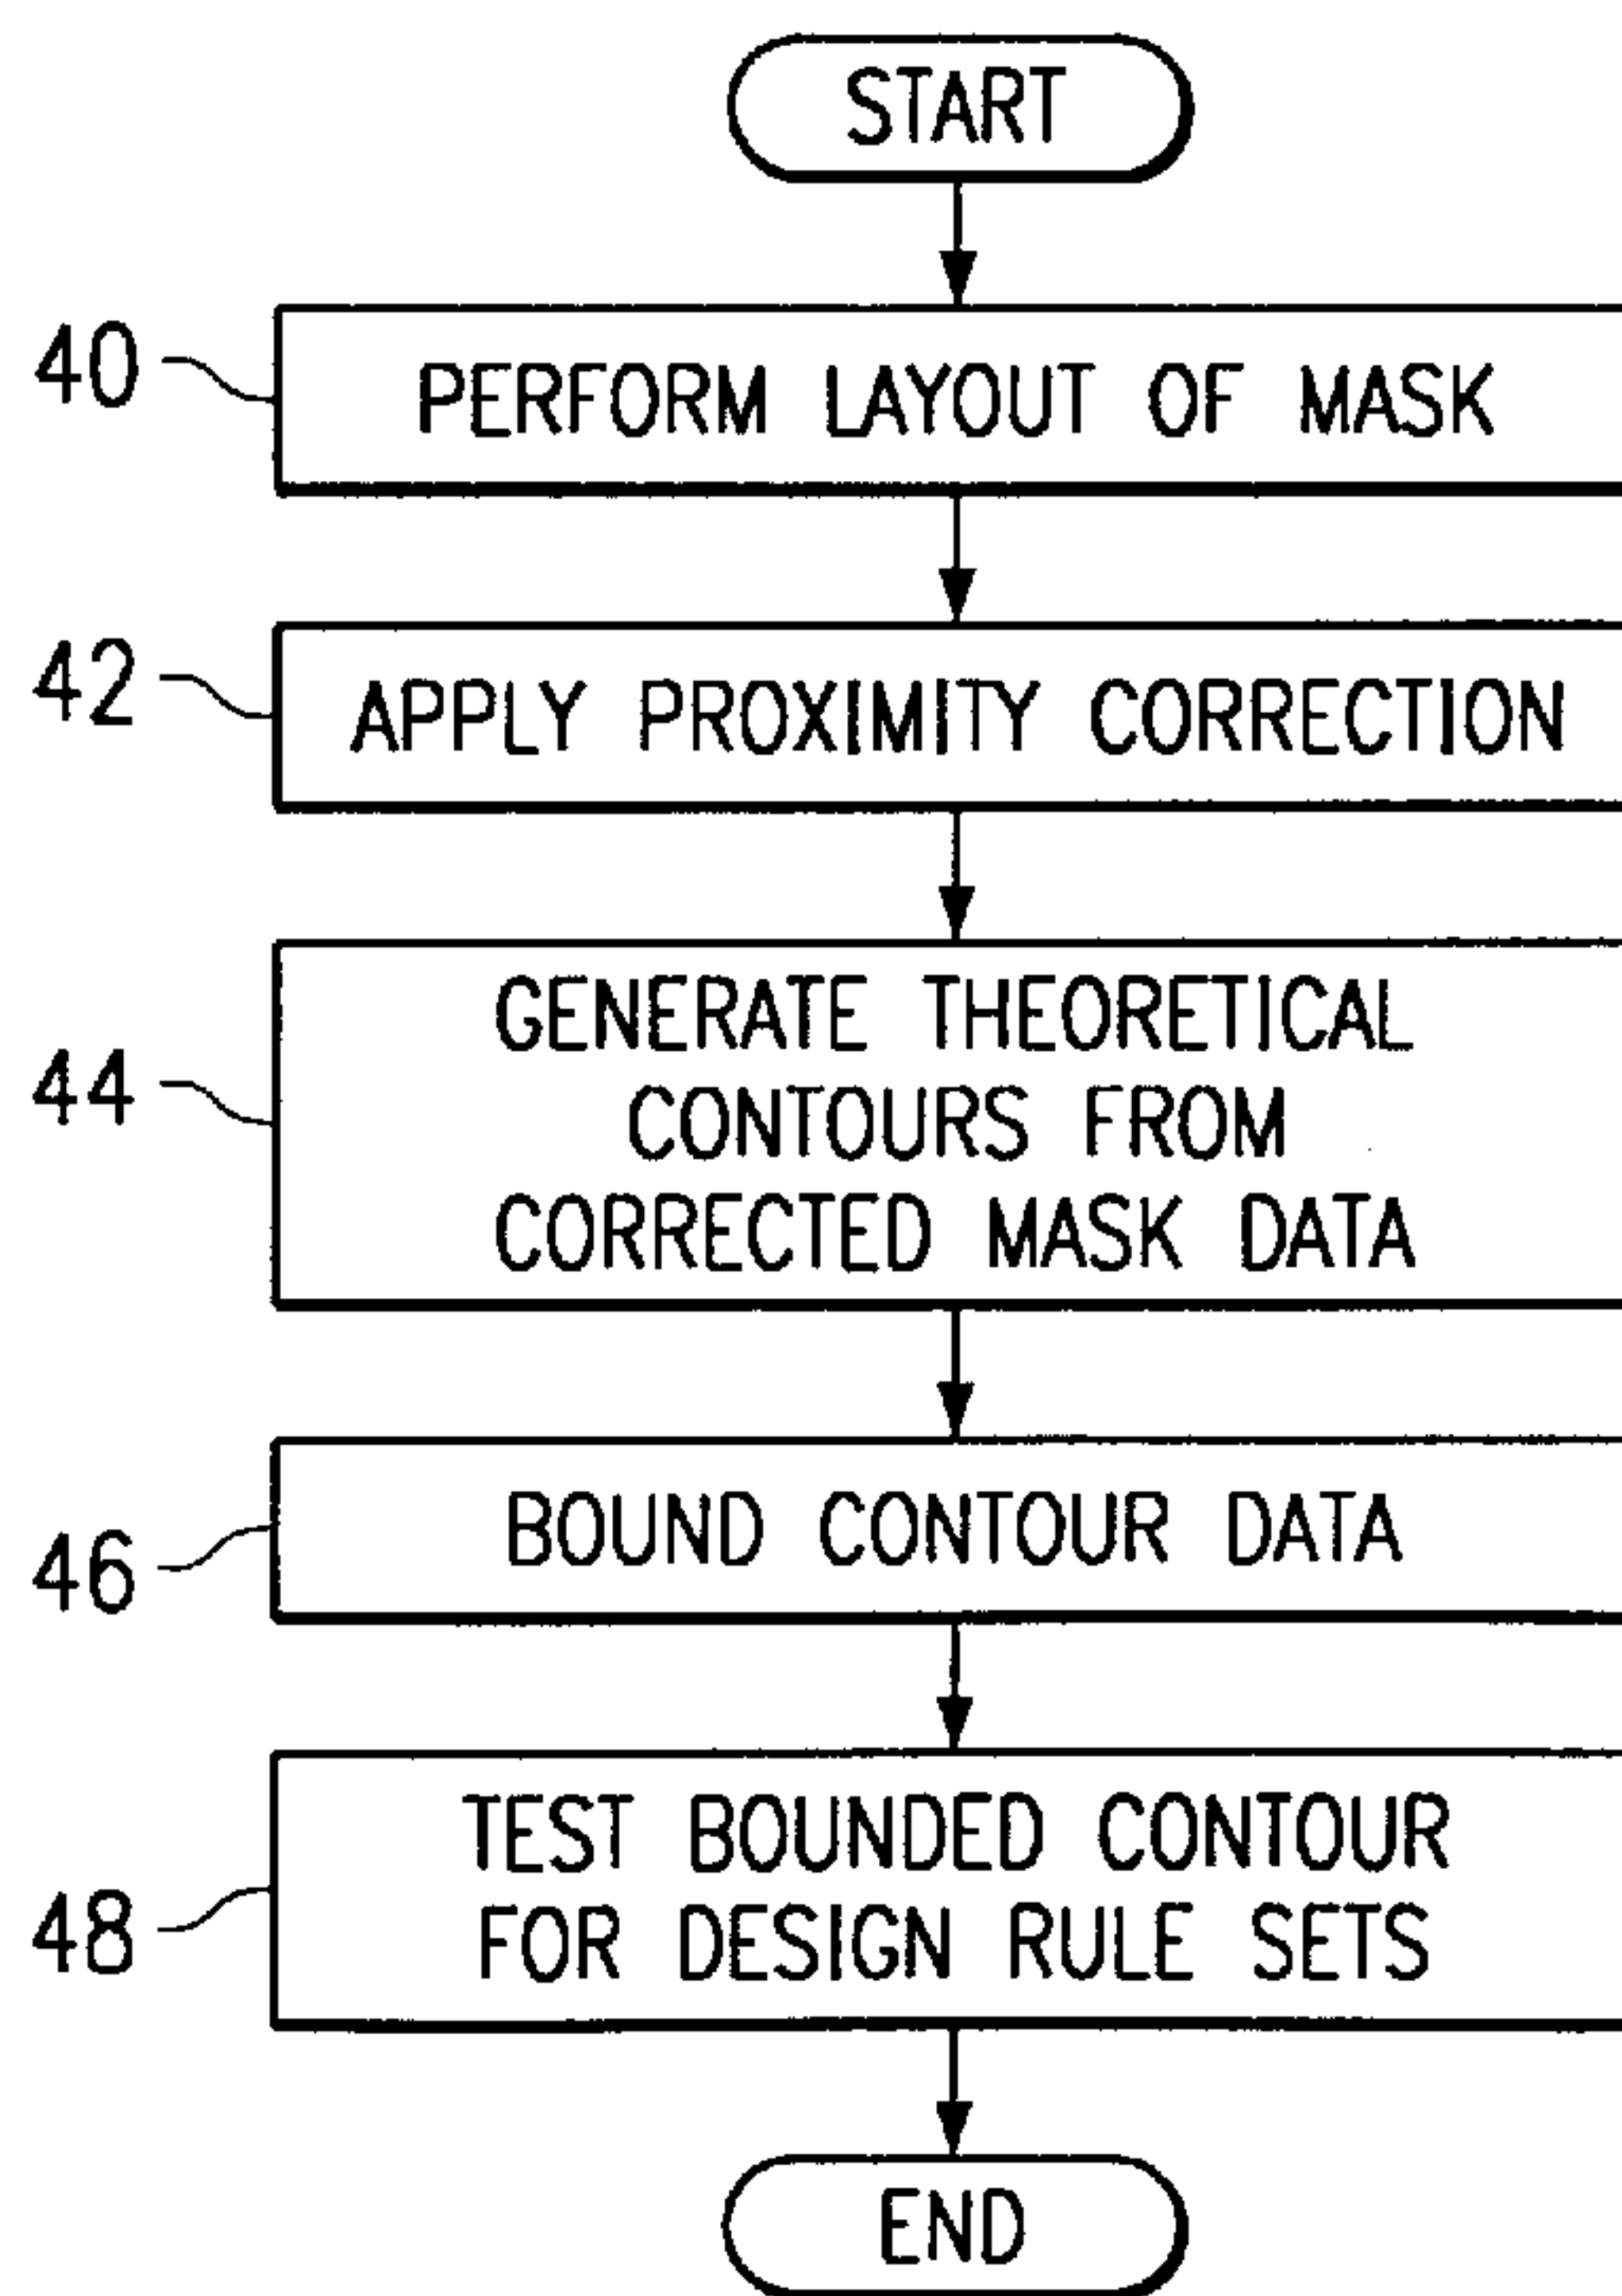 START
40
PERFORM LAYOUT OF MASK
42
APPLY PROXIMITY CORRECTION
44
GENERATE THEORETICAL
CONTOURS FROM
CORRECTED MASK DATA
46
BOUND CONTOUR DATA
48
TEST BOUNDED CONTOUR
FOR DESIGN RULE SETS
END